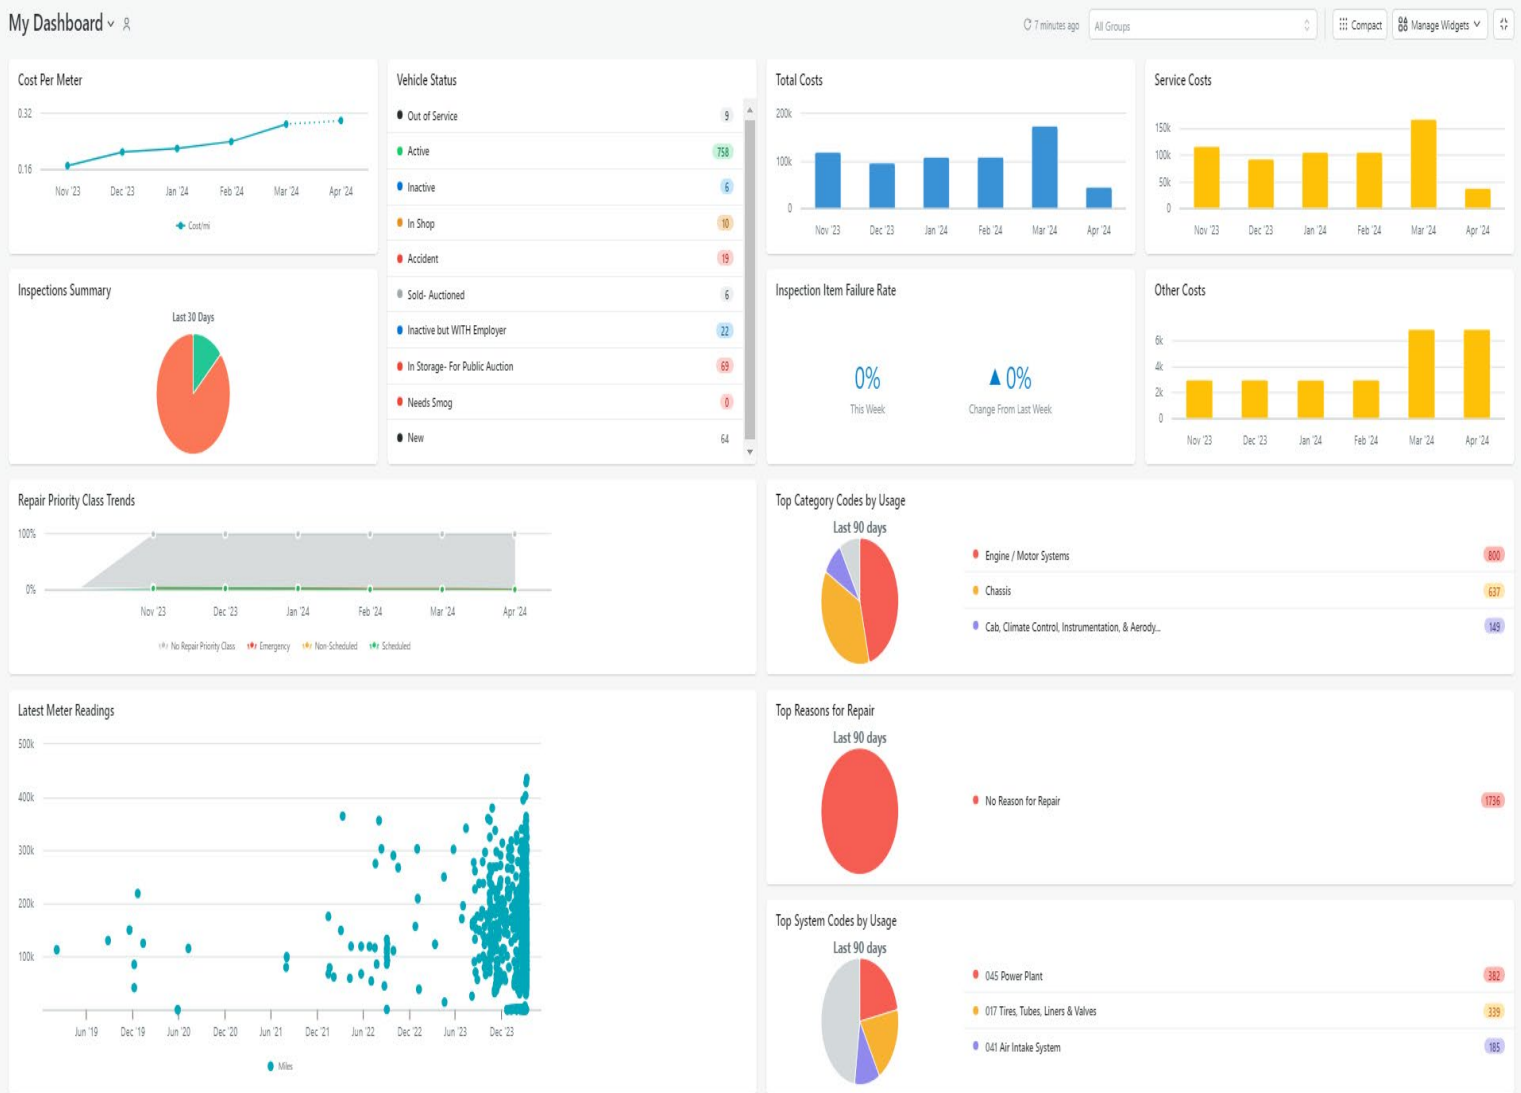 My Dashboard
7 minutes ago
All Groups
Compact
Manage Widgets
Cost Per Meter
0.32
0.16
Nov '23 Dec '23 Jan '24 Feb '24 Mar '24 Apr '24
Cost/mi
Vehicle Status
Out of Service 9
Active 758
Inactive 6
In Shop 10
Accident 19
Sold- Auctioned 6
Inactive but WITH Employer 22
In Storage- For Public Auction 69
Needs Smog 0
New 64
Total Costs
200k
100k
0
Nov '23 Dec '23 Jan '24 Feb '24 Mar '24 Apr '24
Service Costs
150k
100k
50k
0
Nov '23 Dec '23 Jan '24 Feb '24 Mar '24 Apr '24
Inspections Summary
Last 30 Days
Inspection Item Failure Rate
0%
This Week
0%
Change From Last Week
Other Costs
6k
4k
2k
0
Nov '23 Dec '23 Jan '24 Feb '24 Mar '24 Apr '24
Repair Priority Class Trends
100%
0%
Nov '23 Dec '23 Jan '24 Feb '24 Mar '24 Apr '24
No Repair Priority Class Emergency Non-Scheduled Scheduled
Top Category Codes by Usage
Last 90 days
Engine / Motor Systems 800
Chassis 637
Cab, Climate Control, Instrumentation, & Aerody... 149
Latest Meter Readings
500k
400k
300k
200k
100k
Jun '19 Dec '19 Jun '20 Dec '20 Jun '21 Dec '21 Jun '22 Dec '22 Jun '23 Dec '23
Miles
Top Reasons for Repair
Last 90 days
No Reason for Repair 1736
Top System Codes by Usage
Last 90 days
045 Power Plant 382
017 Tires, Tubes, Liners & Valves 339
041 Air Intake System 185